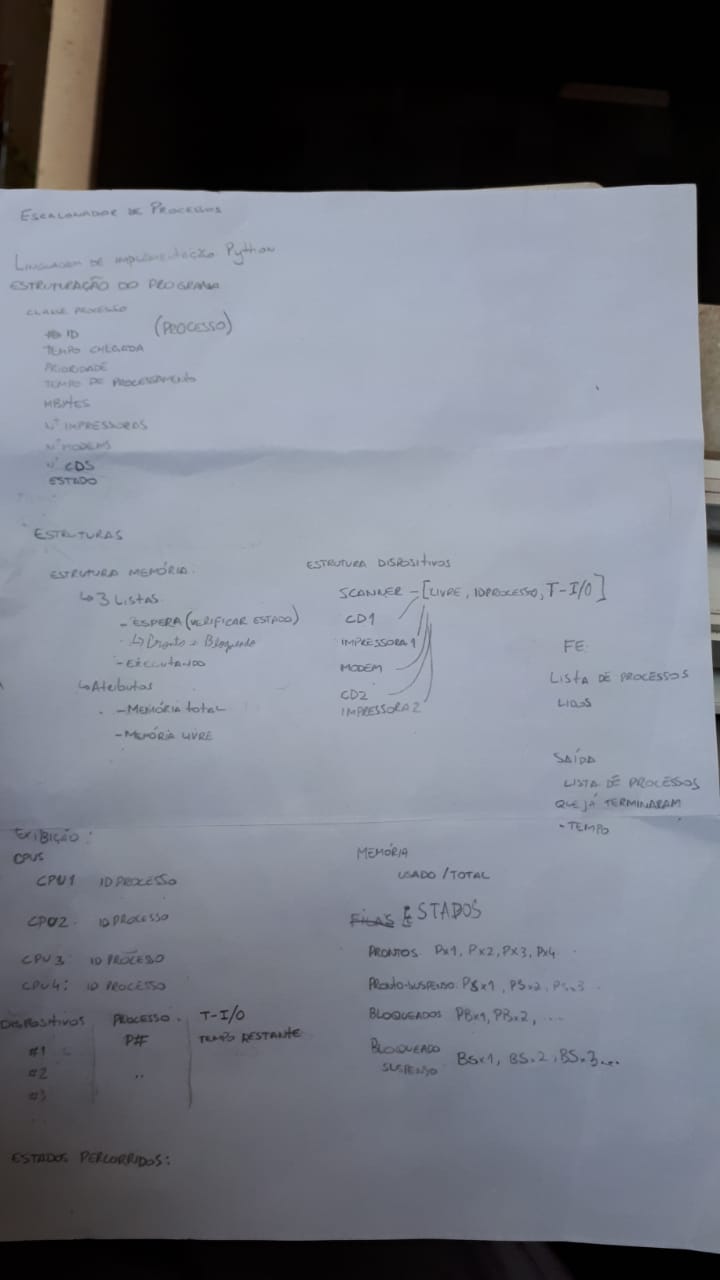 ESCALONADOR DE PROCESSOS
LINGUAGEM DE IMPLEMENTAÇÃO Python
ESTRUTURAÇÃO DO PROGRAMA
CLASSE PROCESSO
ID (PROCESSO)
TEMPO CHEGADA
PRIORIDADE
TEMPO DE PROCESSAMENTO
MBYTES
Nº IMPRESSORAS
Nº MODEMS
Nº CDS
ESTADO
ESTRUTURAS
ESTRUTURA MEMÓRIA.
↳ 3 Listas
- ESPERA (VERIFICAR ESTADO)
↳ Pronto e Bloqueado
- EXECUTANDO
↳ Atributos
- MEMÓRIA TOTAL
- MEMÓRIA LIVRE
ESTRUTURA DISPOSITIVOS
SCANNER - [LIVRE, IDPROCESSO, T-I/O]
CD1
IMPRESSORA 1
MODEM
CD2
IMPRESSORA 2
FE:
LISTA DE PROCESSOS
LIDOS
SAÍDA
LISTA DE PROCESSOS
QUE JÁ TERMINARAM
- TEMPO
EXIBIÇÃO:
CPUS
CPU1 ID PROCESSO
CPU2 - ID PROCESSO
CPU3: ID PROCESSO
CPU4: ID PROCESSO
MEMÓRIA
USADO/TOTAL
FILAS ESTADOS
PRONTOS: Px1, Px2, Px3, Px4
PRONTO-SUSPENSO: PSx1, PSx2, PSx3
BLOQUEADOS PBx1, PBx2, ...
BLOQUEADO BSx1, BSx2, BSx3...
SUSPENSO
DISPOSITIVOS PROCESSO. T-I/O
#1 P# TEMPO RESTANTE
#2 ..
#3
ESTADOS PERCORRIDOS: